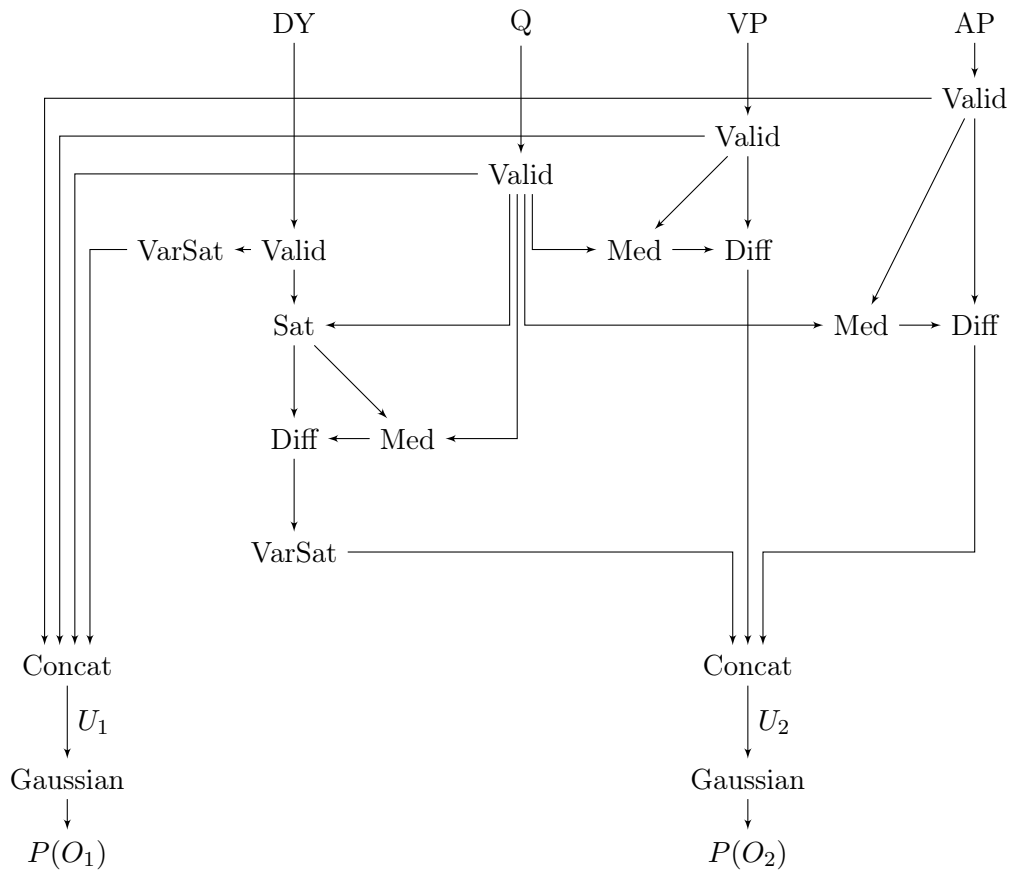 DY Q VP AP
Valid
Valid
Valid
VarSat Valid Med Diff
Sat Med Diff
Diff Med
VarSat
Concat Concat
U₁ U₂
Gaussian Gaussian
P(O₁) P(O₂)